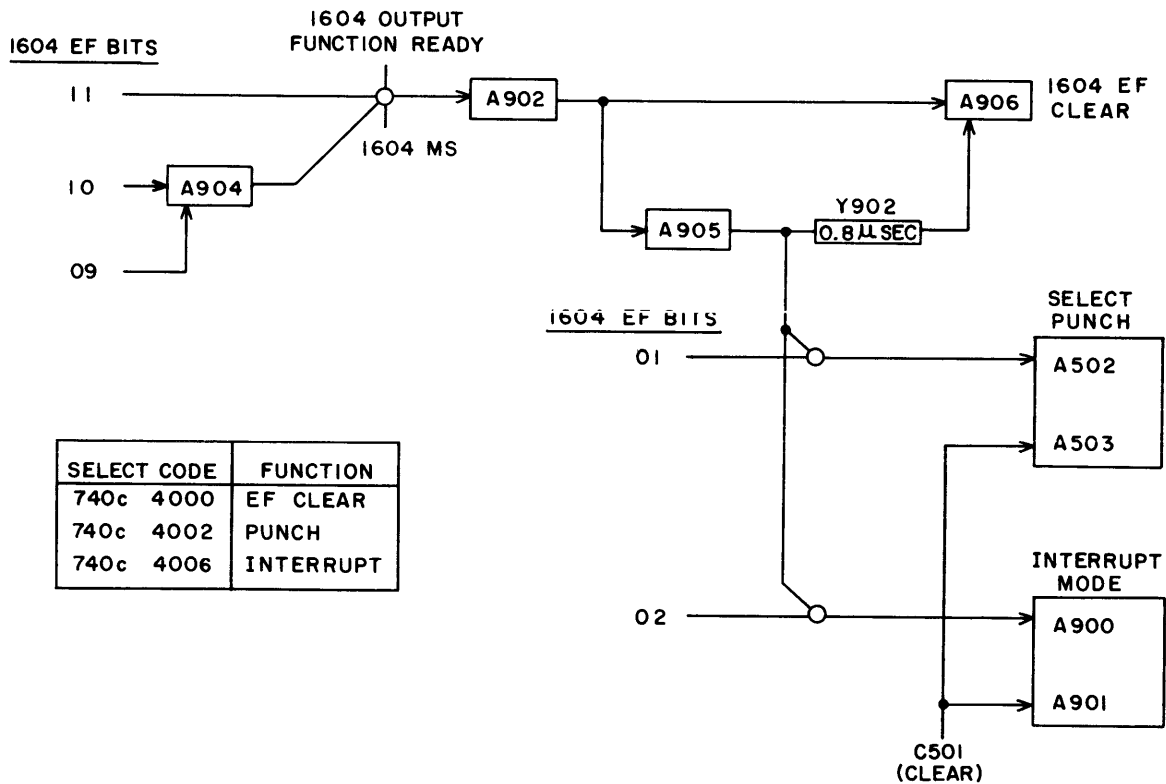 1604 EF BITS
1604 OUTPUT
FUNCTION READY
11
A902
A906
1604 EF
CLEAR
1604 MS
10
A904
A905
Y902
0.8μSEC
09
1604 EF BITS
SELECT
PUNCH
01
A502
A503
SELECT CODE FUNCTION
740c 4000 EF CLEAR
740c 4002 PUNCH
740c 4006 INTERRUPT
INTERRUPT
MODE
02
A900
A901
C501
(CLEAR)